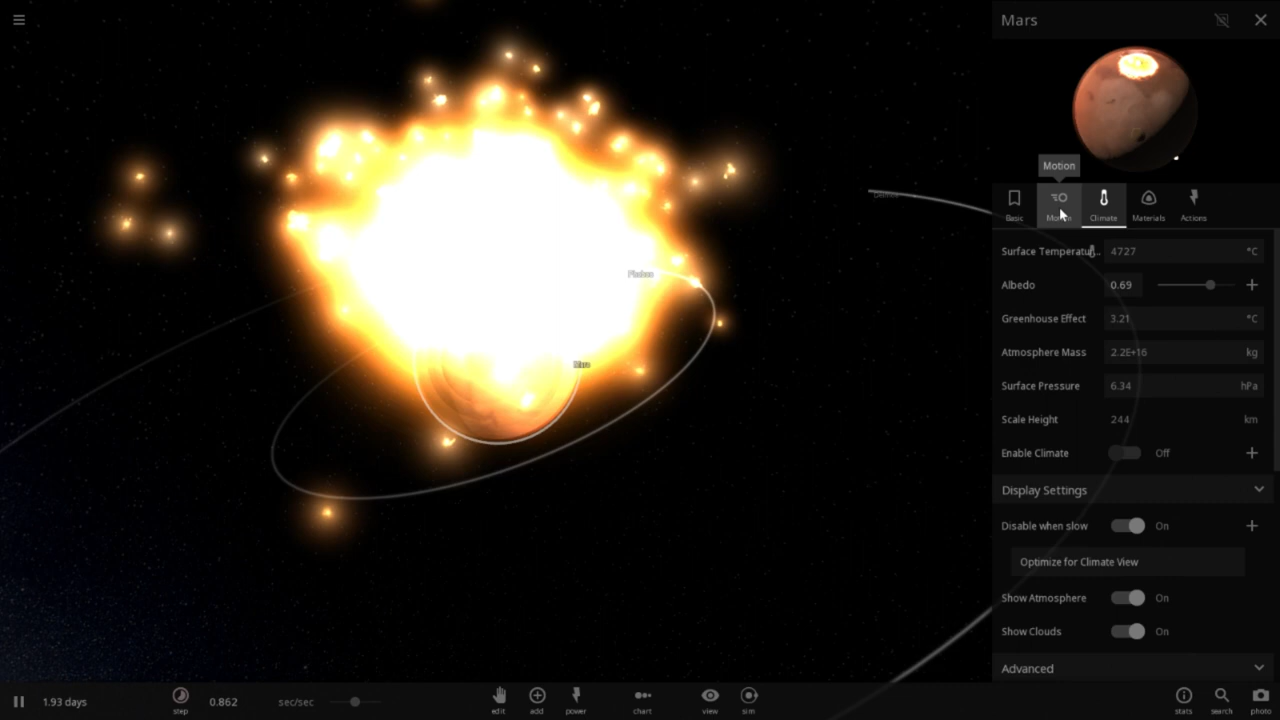 Mars
Motion
Basic
Motion
Climate
Materials
Actions
Surface Temperatu...
4727
°C
Albedo
0.69
Greenhouse Effect
3.21
°C
Atmosphere Mass
2.2E+16
kg
Surface Pressure
6.34
hPa
Scale Height
244
km
Enable Climate
Off
Display Settings
Disable when slow
On
Optimize for Climate View
Show Atmosphere
On
Show Clouds
On
Advanced
Phobos
Mars
1.93 days
step
0.862
sec/sec
edit
add
power
chart
view
sim
stats
search
photo